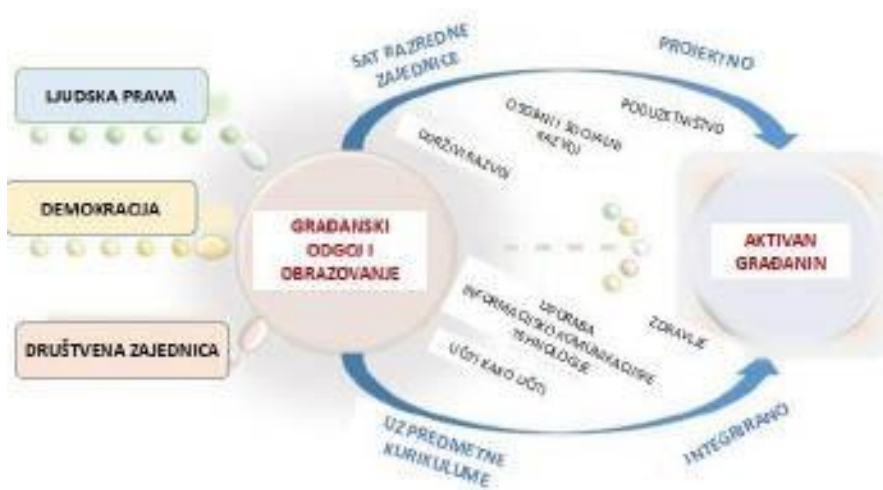 SAT RAZREDNE
ZAJEDNICE
PROJEKTNO
LJUDSKA PRAVA
OSOBNI I SOCIJALNI
RAZVOJ
PODUZETNIŠTVO
ODRŽIVI RAZVOJ
DEMOKRACIJA
GRAĐANSKI
ODGOJ I
OBRAZOVANJE
AKTIVAN
GRAĐANIN
DRUŠTVENA ZAJEDNICA
UPORABA
INFORMACIJSKO KOMUNIKACIJSKE
TEHNOLOGIJE
ZDRAVLJE
UČITI KAKO UČITI
UZ PREDMETNE
KURIKULUME
INTEGRIRANO